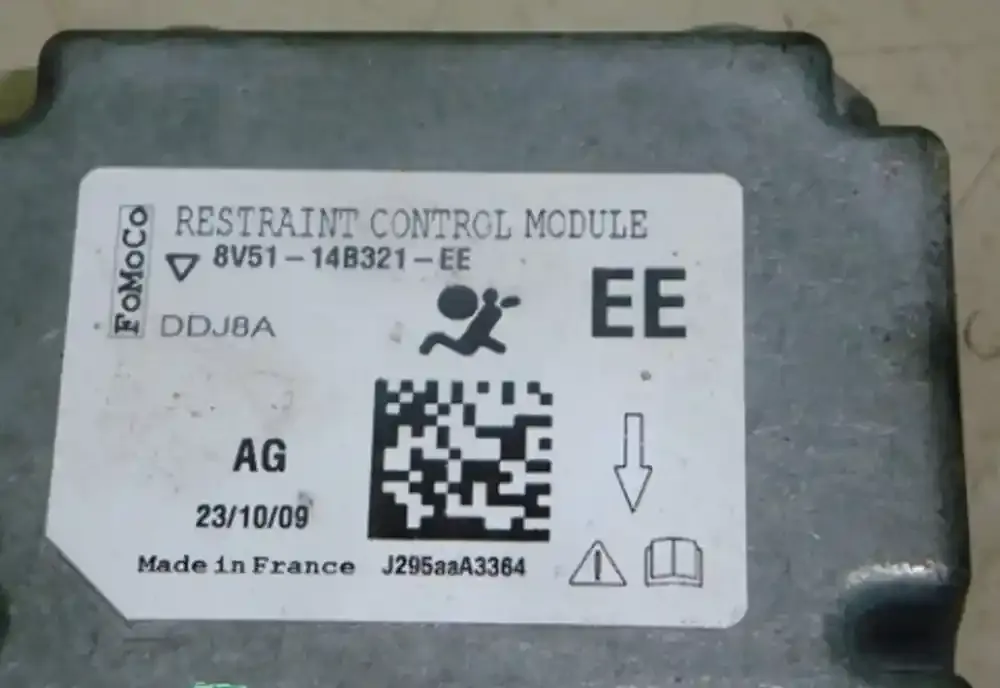 FoMoCo
RESTRAINT CONTROL MODULE
8V51-14B321-EE
EE
DDJ8A
AG
23/10/09
Made in France
J295aaA3364